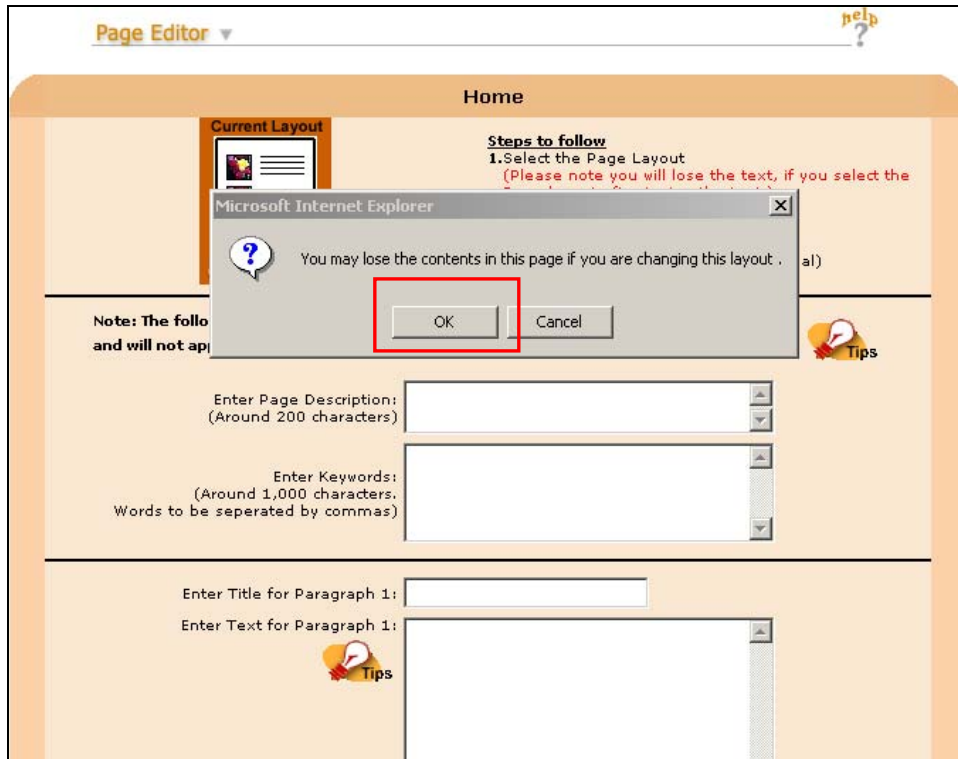 Page Editor
help
?
Home
Current Layout
Steps to follow
1.Select the Page Layout
(Please note you will lose the text, if you select the
Microsoft Internet Explorer
You may lose the contents in this page if you are changing this layout .
al)
OK
Cancel
Note: The follo
and will not ap
Tips
Enter Page Description:
(Around 200 characters)
Enter Keywords:
(Around 1,000 characters.
Words to be seperated by commas)
Enter Title for Paragraph 1:
Enter Text for Paragraph 1:
Tips